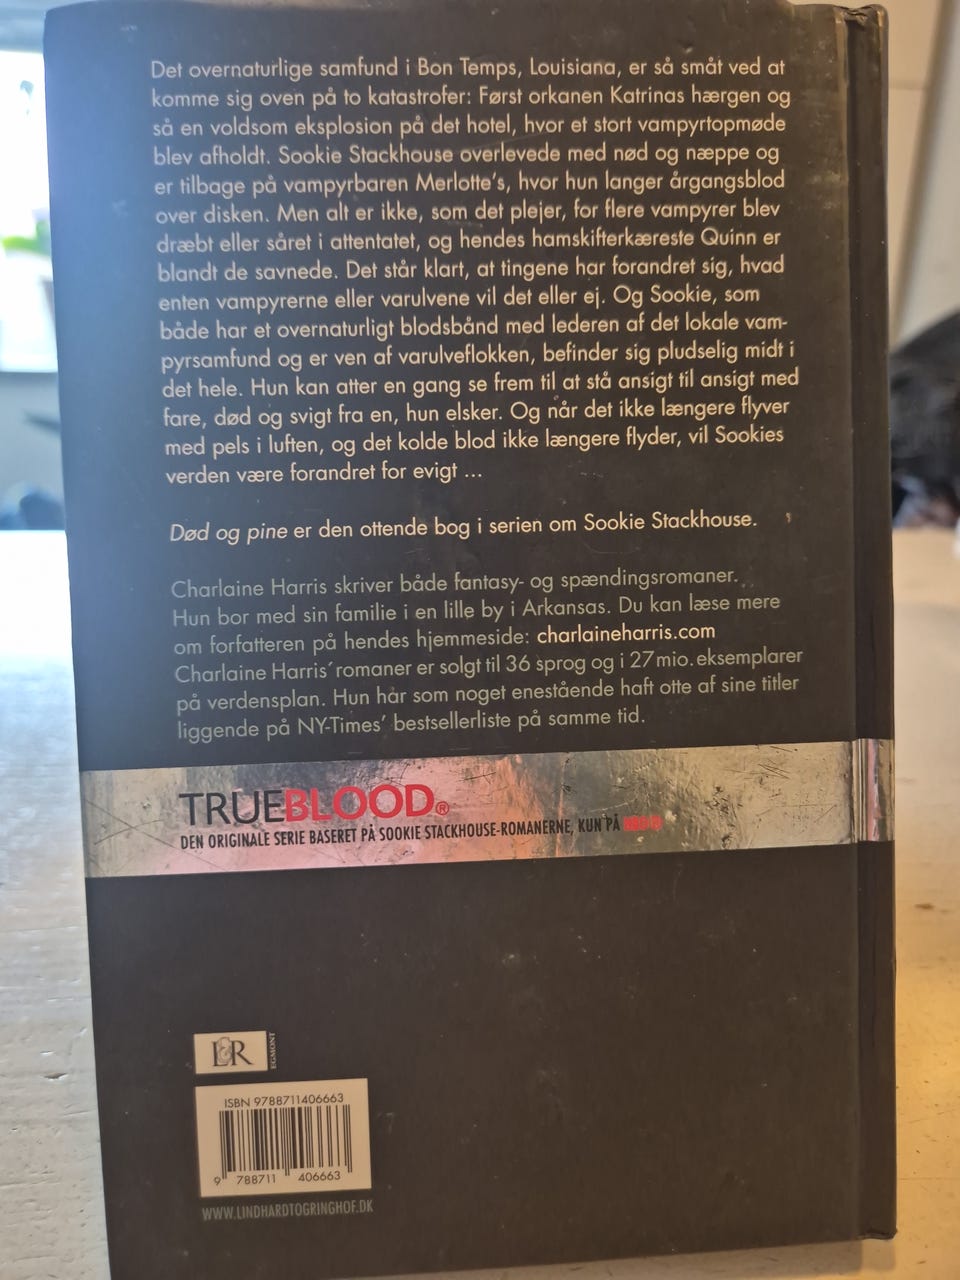 Det overnaturlige samfund i Bon Temps, Louisiana, er så småt ved at
komme sig oven på to katastrofer: Først orkanen Katrinas hærgen og
så en voldsom eksplosion på det hotel, hvor et stort vampyrtopmøde
blev afholdt. Sookie Stackhouse overlevede med nød og næppe og
er tilbage på vampyrbaren Merlotte's, hvor hun langer årgangsblod
over disken. Men alt er ikke, som det plejer, for flere vampyrer blev
dræbt eller såret i attentatet, og hendes hamskifterkæreste Quinn er
blandt de savnede. Det står klart, at tingene har forandret sig, hvad
enten vampyrerne eller varulvene vil det eller ej. Og Sookie, som
både har et overnaturligt blodsbånd med lederen af det lokale vam-
pyrsamfund og er ven af varulveflokken, befinder sig pludselig midt i
det hele. Hun kan atter en gang se frem til at stå ansigt til ansigt med
fare, død og svigt fra en, hun elsker. Og når det ikke længere flyver
med pels i luften, og det kolde blod ikke længere flyder, vil Sookies
verden være forandret for evigt ...
Død og pine er den ottende bog i serien om Sookie Stackhouse.
Charlaine Harris skriver både fantasy- og spændingsromaner.
Hun bor med sin familie i en lille by i Arkansas. Du kan læse mere
om forfatteren på hendes hjemmeside: charlaineharris.com
Charlaine Harris´romaner er solgt til 36 sprog og i 27 mio. eksemplarer
på verdensplan. Hun har som noget enestående haft otte af sine titler
liggende på NY-Times' bestsellerliste på samme tid.
TRUEBLOOD®
DEN ORIGINALE SERIE BASERET PÅ SOOKIE STACKHOUSE-ROMANERNE, KUN PÅ
LR
EGMONT
ISBN 9788711406663
9 788711 406663
WWW.LINDHARDTOGRINGHOF.DK